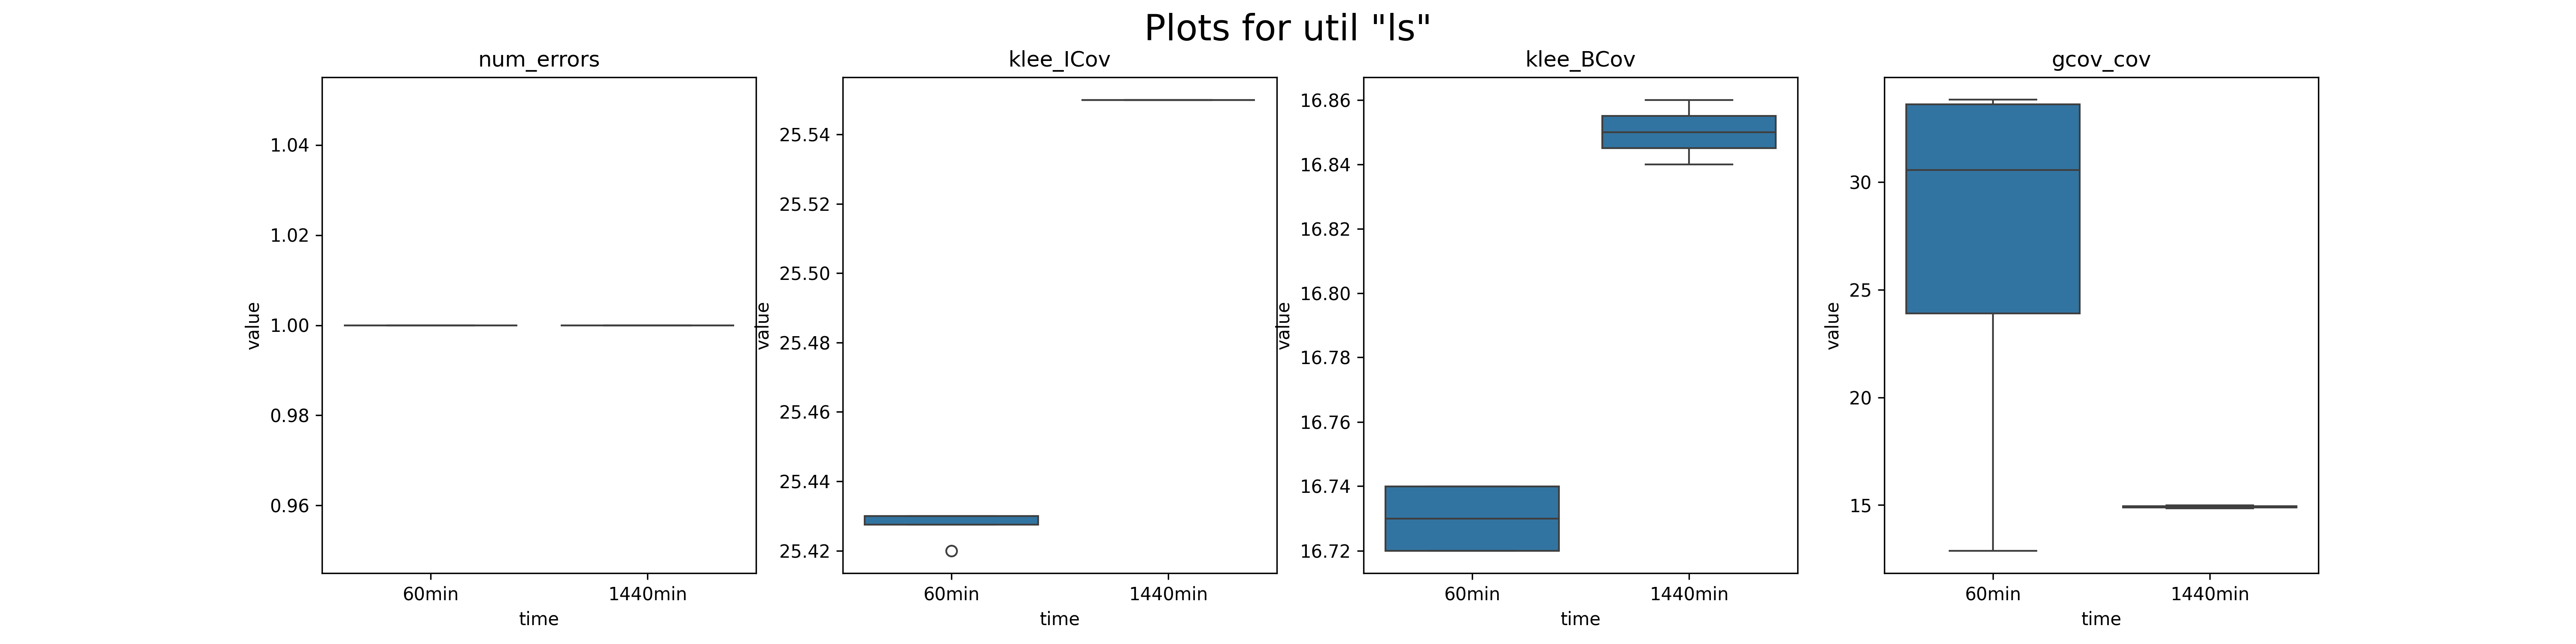 Plots for util "ls"
num_errors
1.04
1.02
1.00
0.98
0.96
value
60min
1440min
time
klee_ICov
25.54
25.52
25.50
25.48
25.46
25.44
25.42
value
60min
1440min
time
klee_BCov
16.86
16.84
16.82
16.80
16.78
16.76
16.74
16.72
value
60min
1440min
time
gcov_cov
30
25
20
15
value
60min
1440min
time